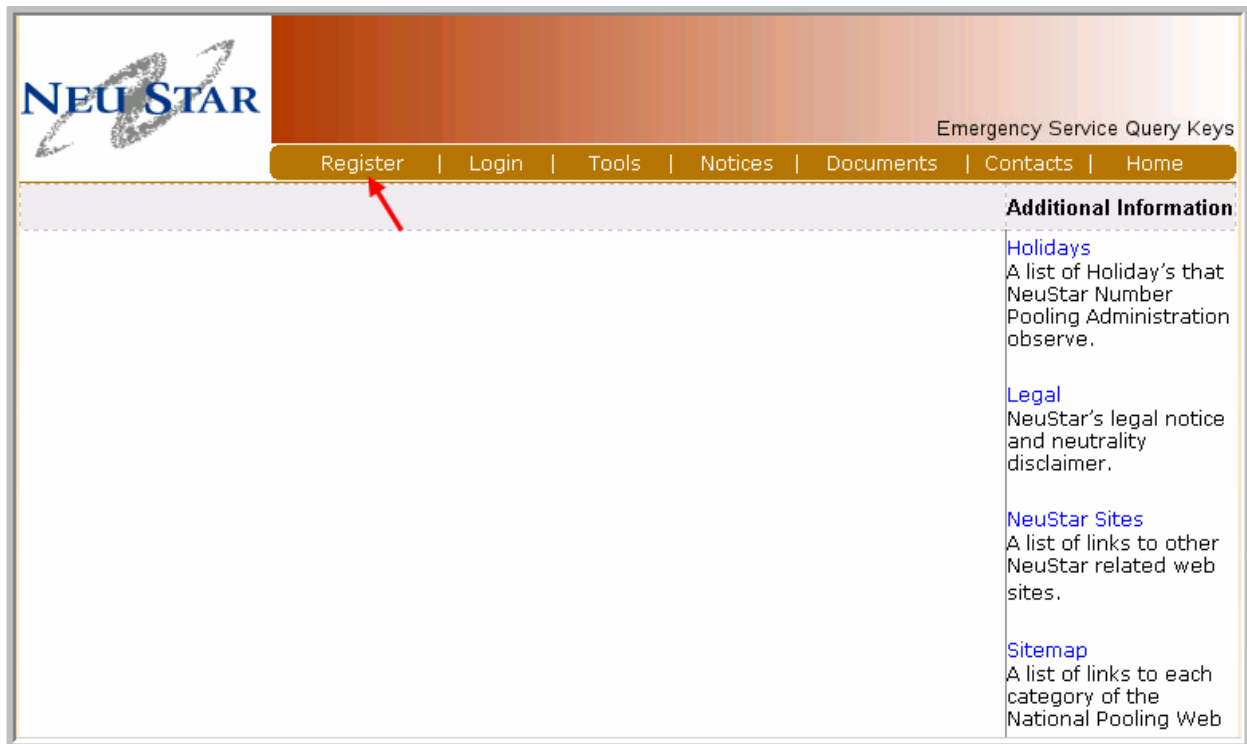 NEUSTAR
Emergency Service Query Keys
Register | Login | Tools | Notices | Documents | Contacts | Home
Additional Information
Holidays
A list of Holiday's that
NeuStar Number
Pooling Administration
observe.
Legal
NeuStar's legal notice
and neutrality
disclaimer.
NeuStar Sites
A list of links to other
NeuStar related web
sites.
Sitemap
A list of links to each
category of the
National Pooling Web